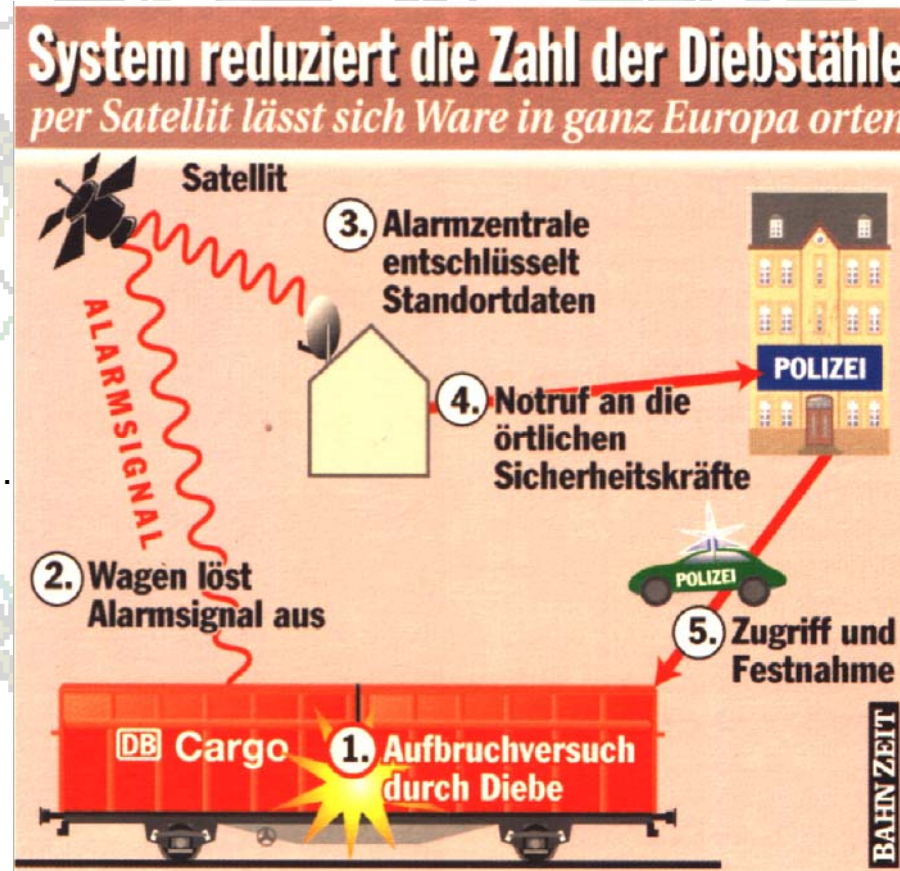 System reduziert die Zahl der Diebstähle
per Satellit lässt sich Ware in ganz Europa orten
Satellit
3. Alarmzentrale
entschlüsselt
Standortdaten
ALARMSIGNAL
POLIZEI
4. Notruf an die
örtlichen
Sicherheitskräfte
2. Wagen löst
Alarmsignal aus
POLIZEI
5. Zugriff und
Festnahme
DB Cargo
1. Aufbruchversuch
durch Diebe
BAHN ZEIT